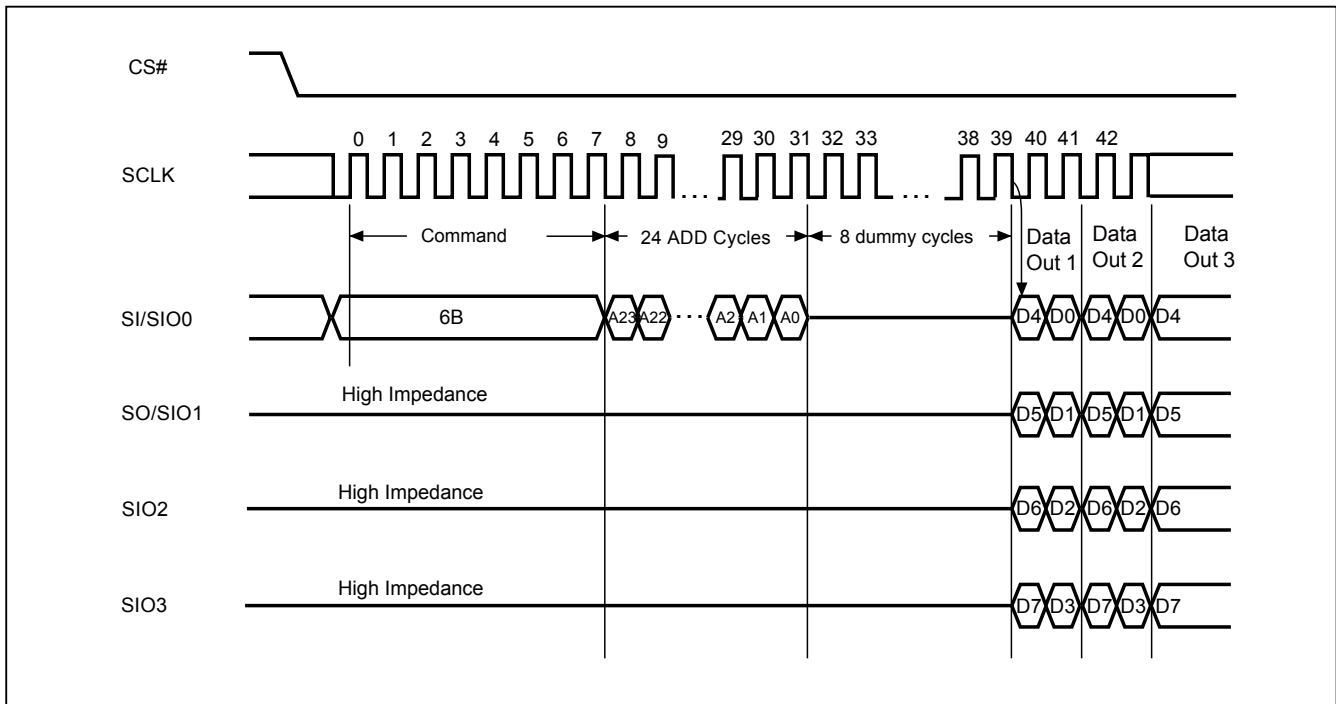 CS#
0 1 2 3 4 5 6 7 8 9 29 30 31 32 33 38 39 40 41 42
SCLK
Command 24 ADD Cycles 8 dummy cycles Data Out 1 Data Out 2 Data Out 3
SI/SIO0 6B A23 A22 A2 A1 A0 D4 D0 D4 D0 D4
High Impedance
SO/SIO1 D5 D1 D5 D1 D5
High Impedance
SIO2 D6 D2 D6 D2 D6
High Impedance
SIO3 D7 D3 D7 D3 D7